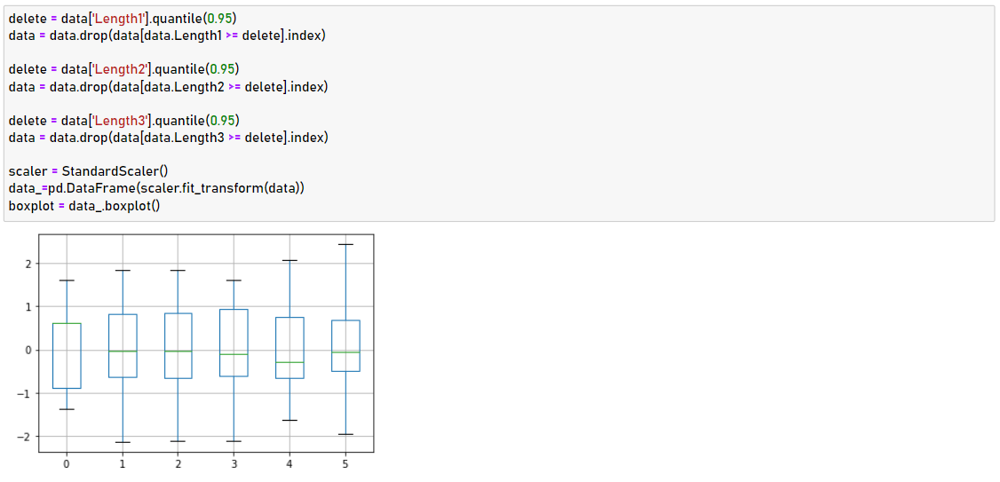 delete = data['Length1'].quantile(0.95)
data = data.drop(data[data.Length1 >= delete].index)
delete = data['Length2'].quantile(0.95)
data = data.drop(data[data.Length2 >= delete].index)
delete = data['Length3'].quantile(0.95)
data = data.drop(data[data.Length3 >= delete].index)
scaler = StandardScaler()
data_=pd.DataFrame(scaler.fit_transform(data))
boxplot = data_.boxplot()
2
1
0
−1
−2
0 1 2 3 4 5